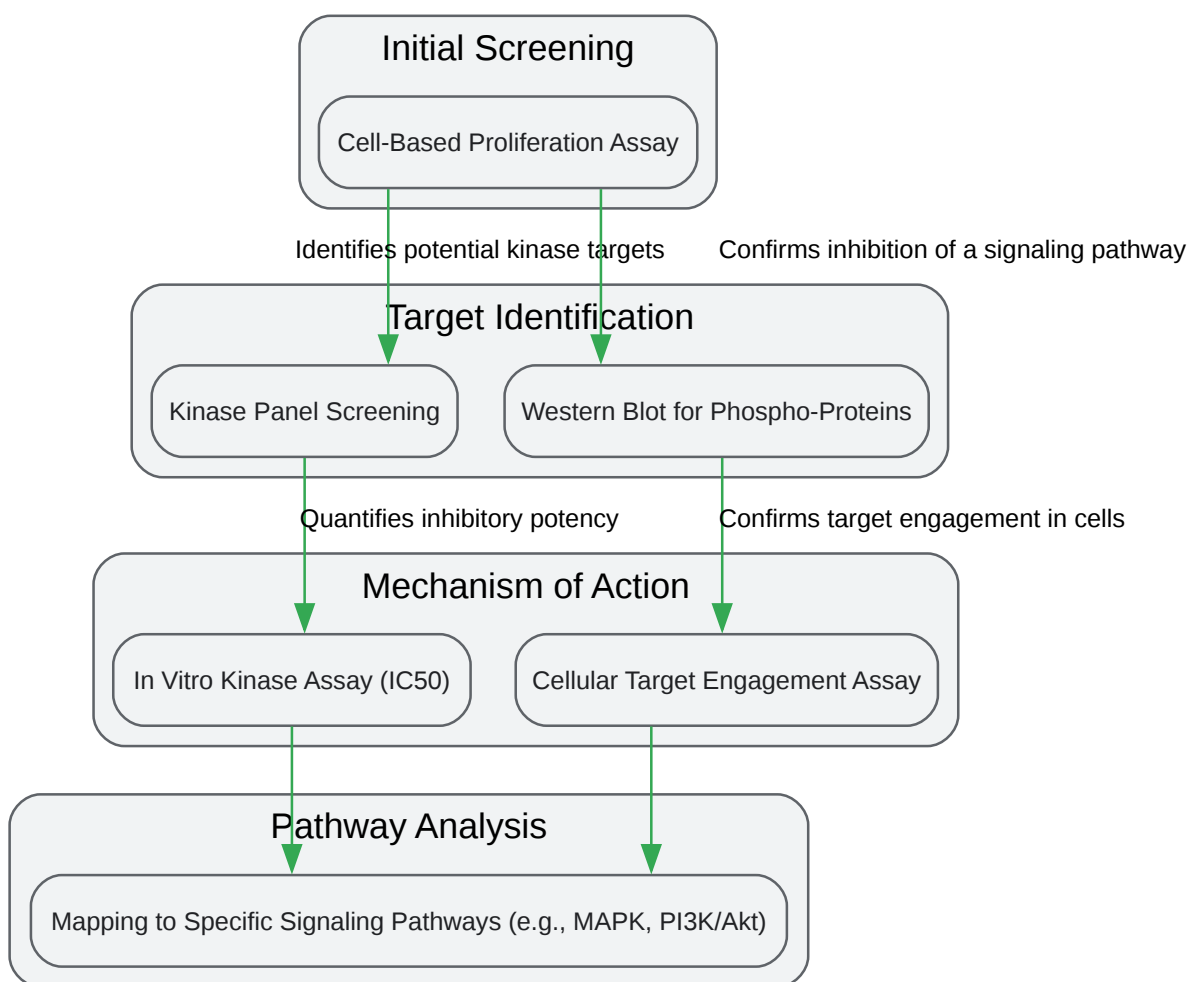 Initial Screening
Cell-Based Proliferation Assay
Identifies potential kinase targets
Confirms inhibition of a signaling pathway
Target Identification
Kinase Panel Screening
Western Blot for Phospho-Proteins
Quantifies inhibitory potency
Confirms target engagement in cells
Mechanism of Action
In Vitro Kinase Assay (IC50)
Cellular Target Engagement Assay
Pathway Analysis
Mapping to Specific Signaling Pathways (e.g., MAPK, PI3K/Akt)